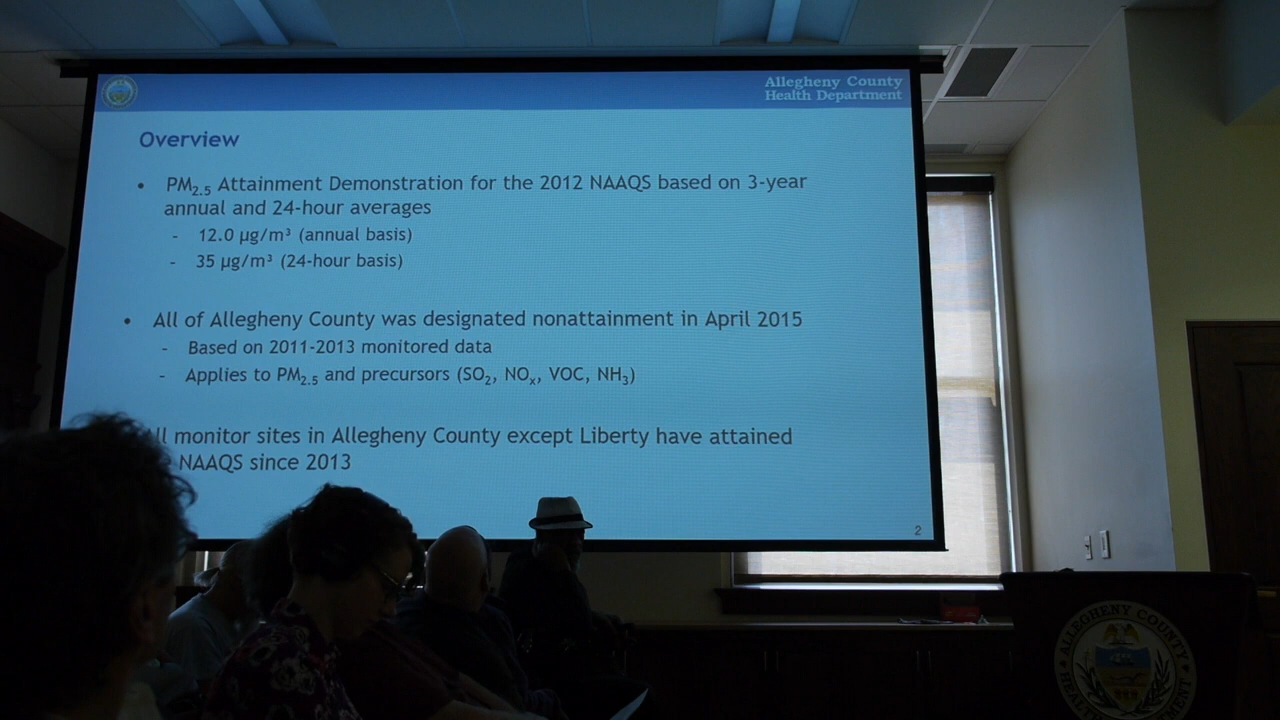 Allegheny County
Health Department
Overview
• PM2.5 Attainment Demonstration for the 2012 NAAQS based on 3-year
annual and 24-hour averages
- 12.0 µg/m³ (annual basis)
- 35 µg/m³ (24-hour basis)
• All of Allegheny County was designated nonattainment in April 2015
- Based on 2011-2013 monitored data
- Applies to PM2.5 and precursors (SO2, NOx, VOC, NH3)
monitor sites in Allegheny County except Liberty have attained
NAAQS since 2013
2
ALLEGHENY COUNTY